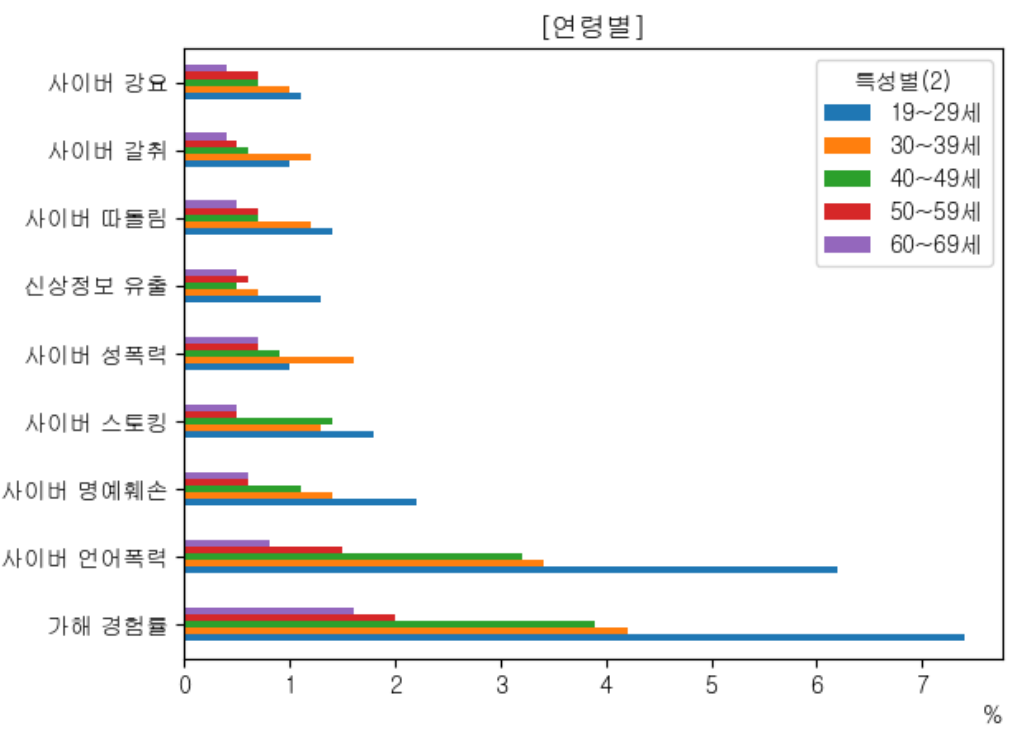 [연령별]
사이버 강요
사이버 갈취
사이버 따돌림
신상정보 유출
사이버 성폭력
사이버 스토킹
사이버 명예훼손
사이버 언어폭력
가해 경험률
특성별(2)
19~29세
30~39세
40~49세
50~59세
60~69세
0 1 2 3 4 5 6 7
%